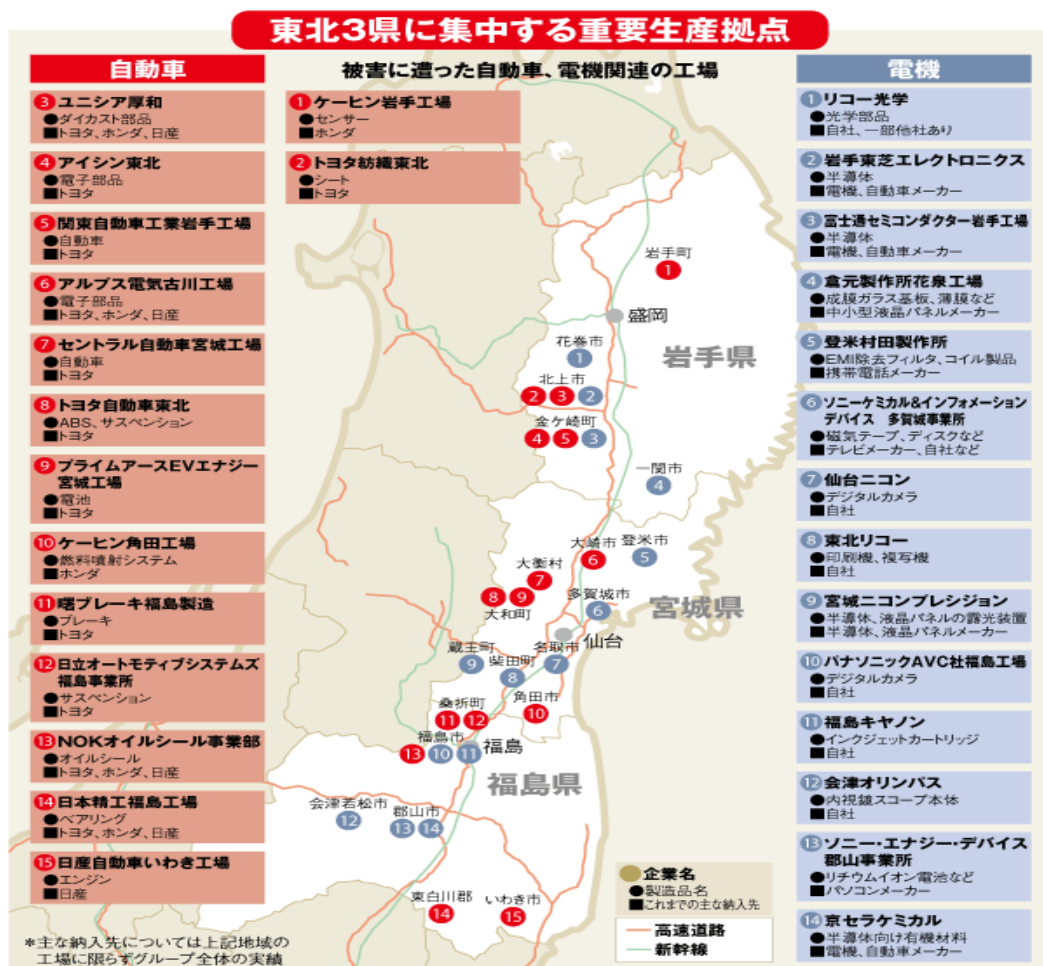 東北3県に集中する重要生産拠点
自動車
被害に遭った自動車、電機関連の工場
電機
3 ユニシア厚和
●ダイカスト部品
■トヨタ、ホンダ、日産
4 アイシン東北
●電子部品
■トヨタ
5 関東自動車工業岩手工場
●自動車
■トヨタ
6 アルプス電気古川工場
●電子部品
■トヨタ、ホンダ、日産
7 セントラル自動車宮城工場
●自動車
■トヨタ
8 トヨタ自動車東北
●ABS、サスペンション
■トヨタ
9 プライムアースEVエナジー
宮城工場
●電池
■トヨタ
10 ケーヒン角田工場
●燃料噴射システム
■ホンダ
11 曙ブレーキ福島製造
●ブレーキ
■トヨタ
12 日立オートモティブシステムズ
福島事業所
●サスペンション
■トヨタ
13 NOKオイルシール事業部
●オイルシール
■トヨタ、ホンダ、日産
14 日本精工福島工場
●ベアリング
■トヨタ、ホンダ、日産
15 日産自動車いわき工場
●エンジン
■日産
＊主な納入先については上記地域の
工場に限らずグループ全体の実績
1 ケーヒン岩手工場
●センサー
■ホンダ
2 トヨタ紡織東北
●シート
■トヨタ
岩手町
1
盛岡
花巻市
1
岩手県
北上市
2 3 2
金ケ崎町
4 5 3
一関市
4
大崎市
6
登米市
5
大衡村
7
8 9
大和町
多賀城市
6
宮城県
仙台
蔵王町
9
柴田町
8
名取市
7
角田市
10
桑折町
11 12
福島市
13 10 11
福島
福島県
会津若松市
12
郡山市
13 14
東白川郡
14
いわき市
15
企業名
●製造品名
■これまでの主な納入先
高速道路
新幹線
1 リコー光学
●光学部品
■自社、一部他社あり
2 岩手東芝エレクトロニクス
●半導体
■電機、自動車メーカー
3 富士通セミコンダクター岩手工場
●半導体
■電機、自動車メーカー
4 倉元製作所花泉工場
●成膜ガラス基板、薄膜など
■中小型液晶パネルメーカー
5 登米村田製作所
●EMI除去フィルタ、コイル製品
■携帯電話メーカー
6 ソニーケミカル&インフォメーション
デバイス 多賀城事業所
●磁気テープ、ディスクなど
■テレビメーカー、自社など
7 仙台ニコン
●デジタルカメラ
■自社
8 東北リコー
●印刷機、複写機
■自社
9 宮城ニコンプレシジョン
●半導体、液晶パネルの露光装置
■半導体、液晶パネルメーカー
10 パナソニックAVC社福島工場
●デジタルカメラ
■自社
11 福島キヤノン
●インクジェットカートリッジ
■自社
12 会津オリンパス
●内視鏡スコープ本体
■自社
13 ソニー・エナジー・デバイス
郡山事業所
●リチウムイオン電池など
■パソコンメーカー
14 京セラケミカル
●半導体向け有機材料
■電機、自動車メーカー